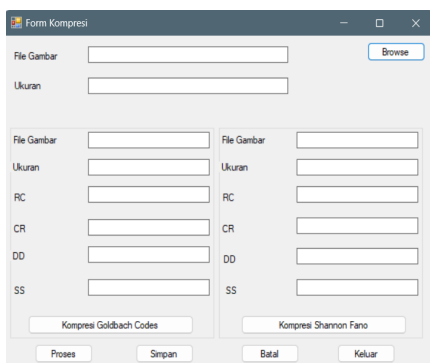 Form Kompresi
File Gambar
Browse
Ukuran
File Gambar
Ukuran
RC
CR
DD
SS
Kompresi Goldbach Codes
File Gambar
Ukuran
RC
CR
DD
SS
Kompresi Shannon Fano
Proses Simpan Batal Keluar